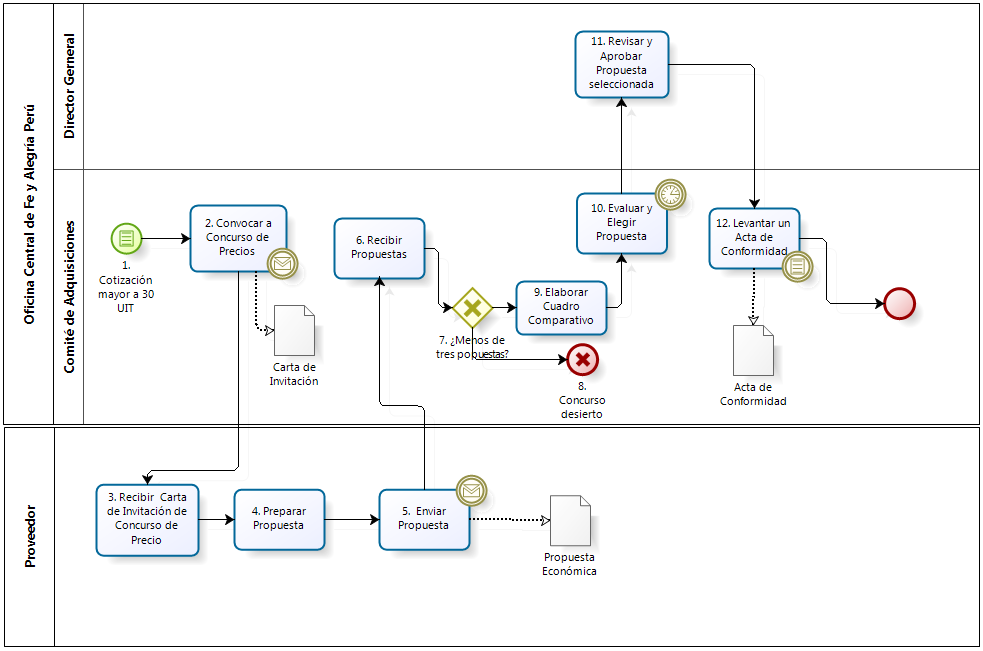 Oficina Central de Fe y Alegría Perú
Director Gerneral
11. Revisar y
Aprobar
Propuesta
seleccionada
Comité de Adquisiciones
1.
Cotización
mayor a 30
UIT
2. Convocar a
Concurso de
Precios
Carta de
Invitación
6. Recibir
Propuestas
7. ¿Menos de
tres popuestas?
8.
Concurso
desierto
9. Elaborar
Cuadro
Comparativo
10. Evaluar y
Elegir
Propuesta
12. Levantar un
Acta de
Conformidad
Acta de
Conformidad
Proveedor
3. Recibir Carta
de Invitación de
Concurso de
Precio
4. Preparar
Propuesta
5. Enviar
Propuesta
Propuesta
Económica